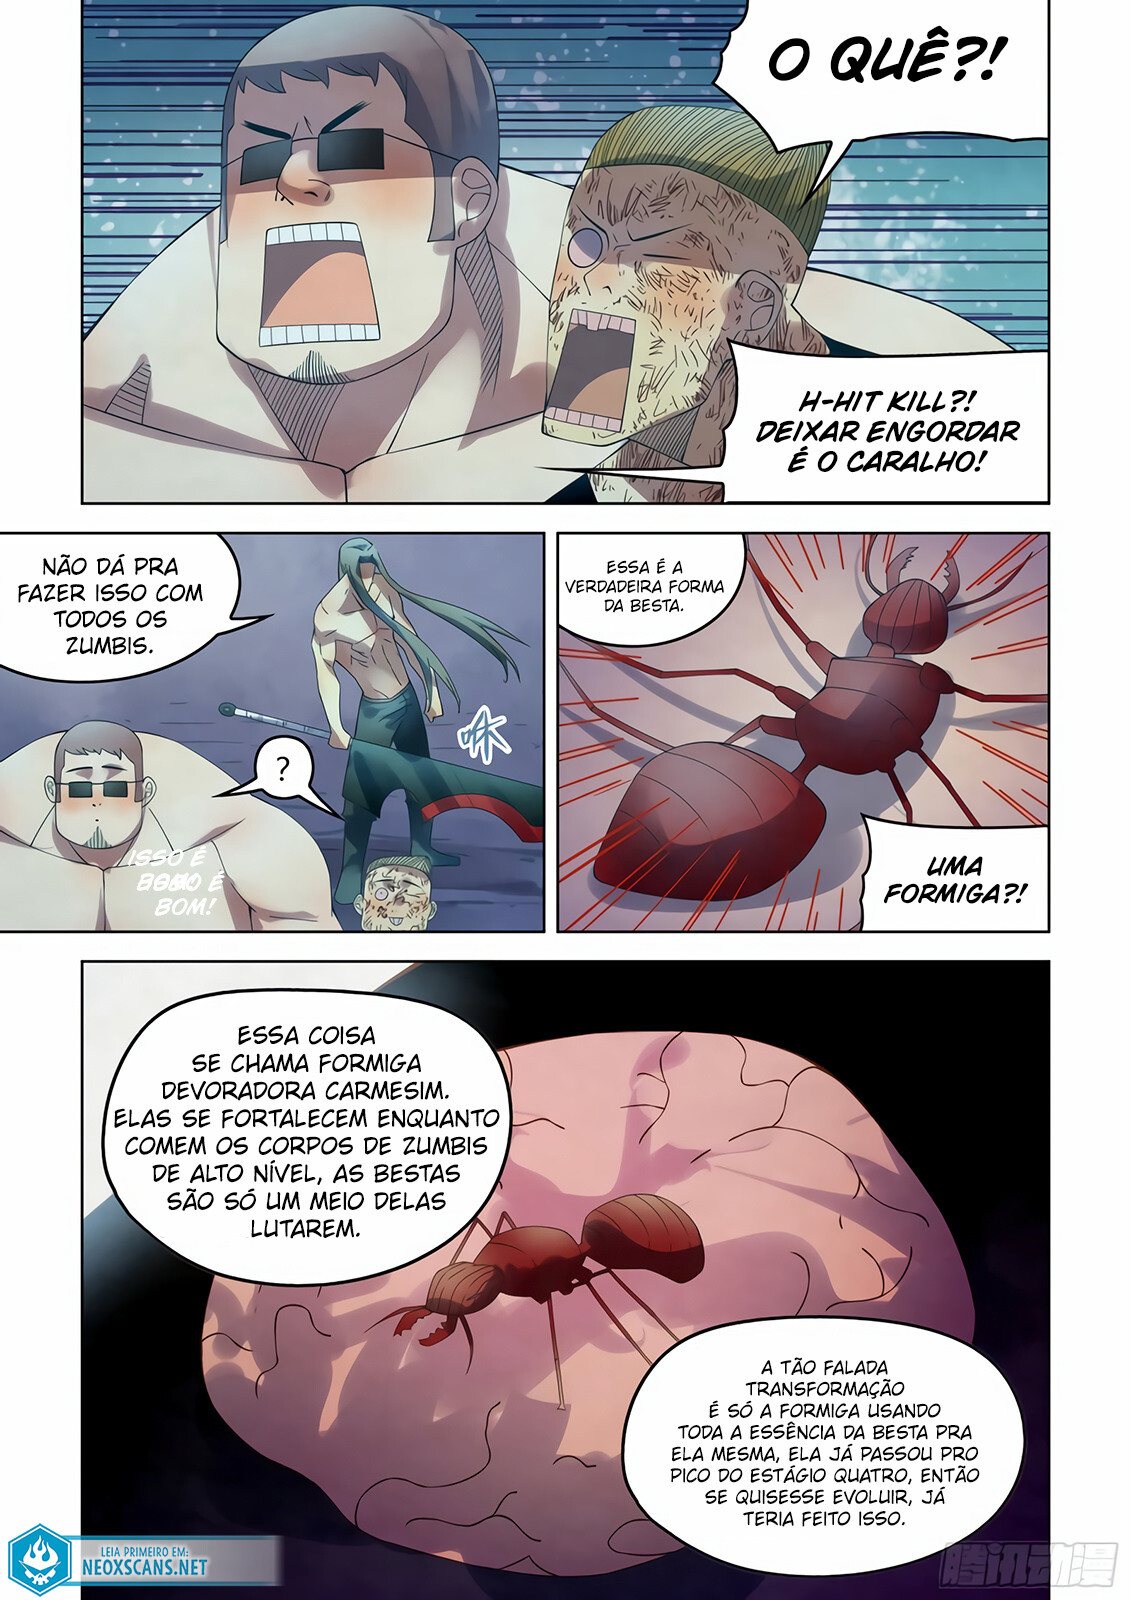 O QUÊ?!
H-HIT KILL?!
DEIXAR ENGORDAR
É O CARALHO!
NÃO DÁ PRA
FAZER ISSO COM
TODOS OS
ZUMBIS.
?
ISSO É
BOM!
ESSA É A
VERDADEIRA FORMA
DA BESTA.
UMA
FORMIGA?!
ESSA COISA
SE CHAMA FORMIGA
DEVORADORA CARMESIM.
ELAS SE FORTALECEM ENQUANTO
COMEM OS CORPOS DE ZUMBIS
DE ALTO NÍVEL, AS BESTAS
SÃO SÓ UM MEIO DELAS
LUTAREM.
A TÃO FALADA
TRANSFORMAÇÃO
É SÓ A FORMIGA USANDO
TODA A ESSÊNCIA DA BESTA PRA
ELA MESMA, ELA JÁ PASSOU PRO
PICO DO ESTÁGIO QUATRO, ENTÃO
SE QUISESSE EVOLUIR, JÁ
TERIA FEITO ISSO.
LEIA PRIMEIRO EM:
NEOXSCANS.NET
腾讯动漫